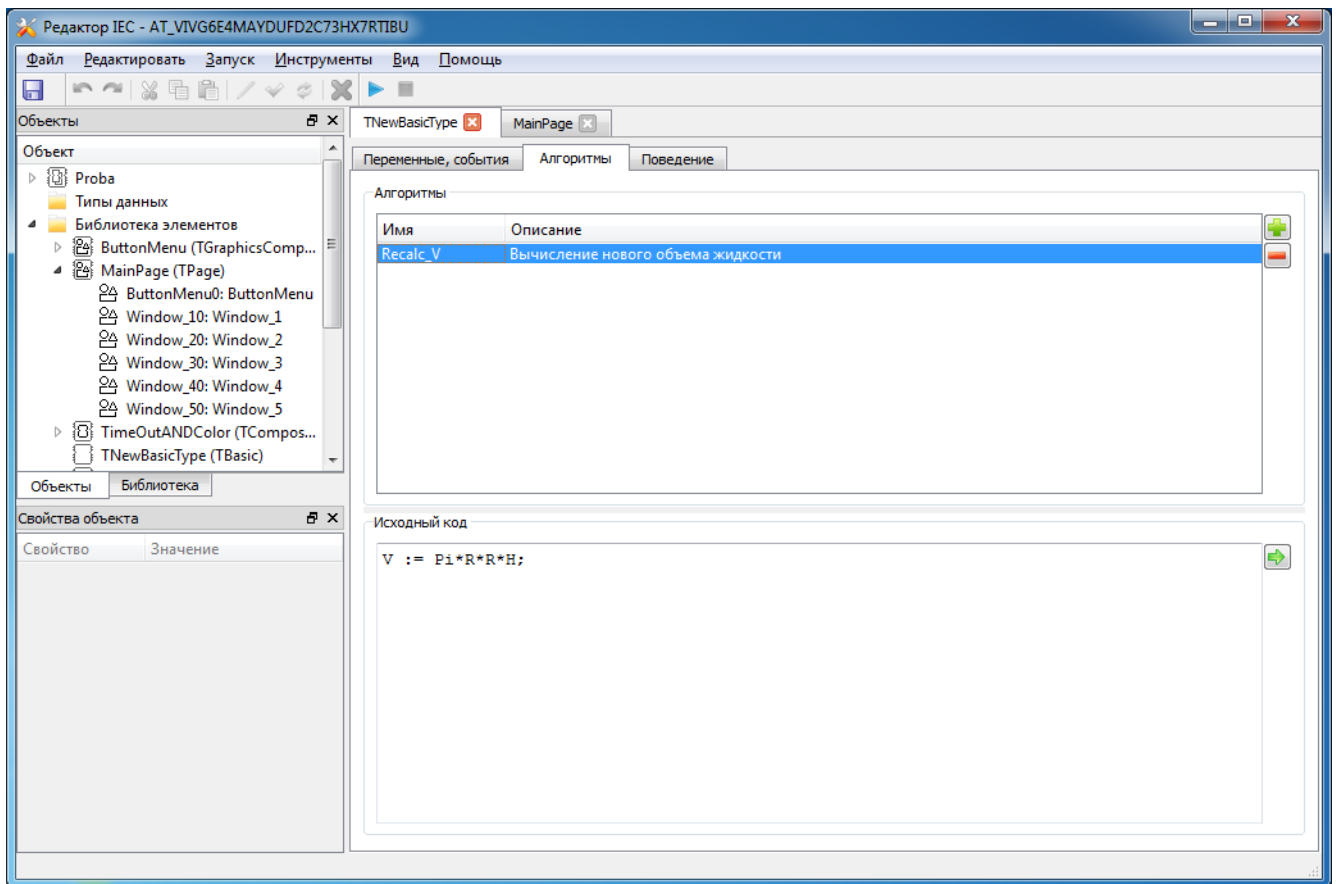 Редактор IEC - AT_VIVG6E4MAYDUFD2C73HX7RTIBU
Файл Редактировать Запуск Инструменты Вид Помощь
Объекты
Объект
Proba
Типы данных
Библиотека элементов
ButtonMenu (TGraphicsComp...
MainPage (TPage)
ButtonMenu0: ButtonMenu
Window_10: Window_1
Window_20: Window_2
Window_30: Window_3
Window_40: Window_4
Window_50: Window_5
TimeOutANDColor (TCompos...
TNewBasicType (TBasic)
Объекты Библиотека
Свойства объекта
Свойство Значение
TNewBasicType MainPage
Переменные, события Алгоритмы Поведение
Алгоритмы
Имя Описание
Recalc_V Вычисление нового объема жидкости
Исходный код
V := Pi*R*R*H;